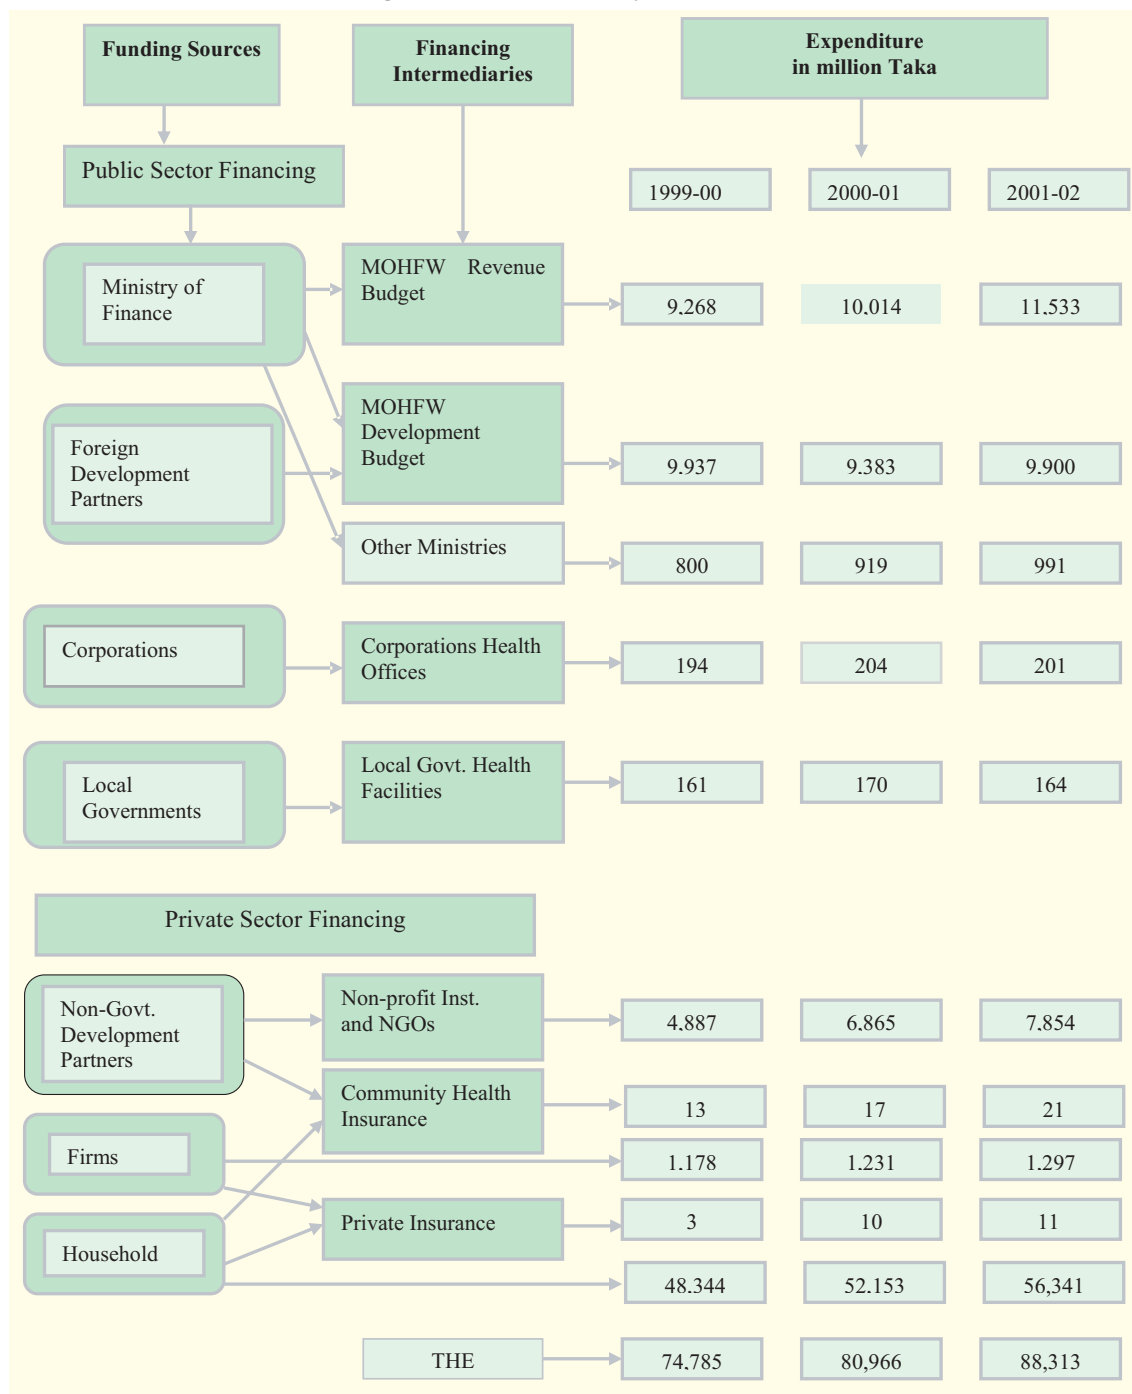 Funding Sources
Financing
Intermediaries
Expenditure
in million Taka
Public Sector Financing
1999-00
2000-01
2001-02
Ministry of
Finance
MOHFW Revenue
Budget
9,268
10,014
11,533
Foreign
Development
Partners
MOHFW
Development
Budget
9,937
9,383
9,900
Other Ministries
800
919
991
Corporations
Corporations Health
Offices
194
204
201
Local
Governments
Local Govt. Health
Facilities
161
170
164
Private Sector Financing
Non-Govt.
Development
Partners
Non-profit Inst.
and NGOs
4,887
6,865
7,854
Community Health
Insurance
13
17
21
Firms
1,178
1,231
1,297
Private Insurance
3
10
11
Household
48,344
52,153
56,341
THE
74,785
80,966
88,313